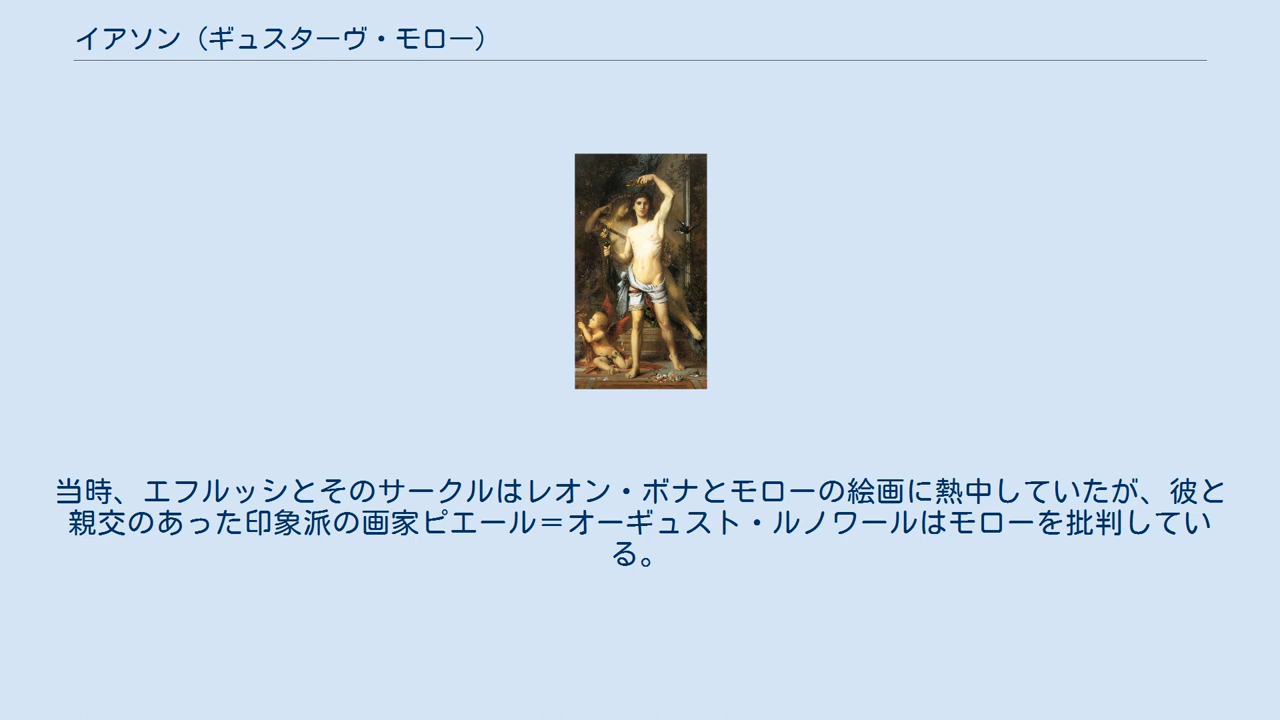 イアソン（ギュスターヴ・モロー）
当時、エフルッシとそのサークルはレオン・ボナとモローの絵画に熱中していたが、彼と
親交のあった印象派の画家ピエール＝オーギュスト・ルノワールはモローを批判してい
る。